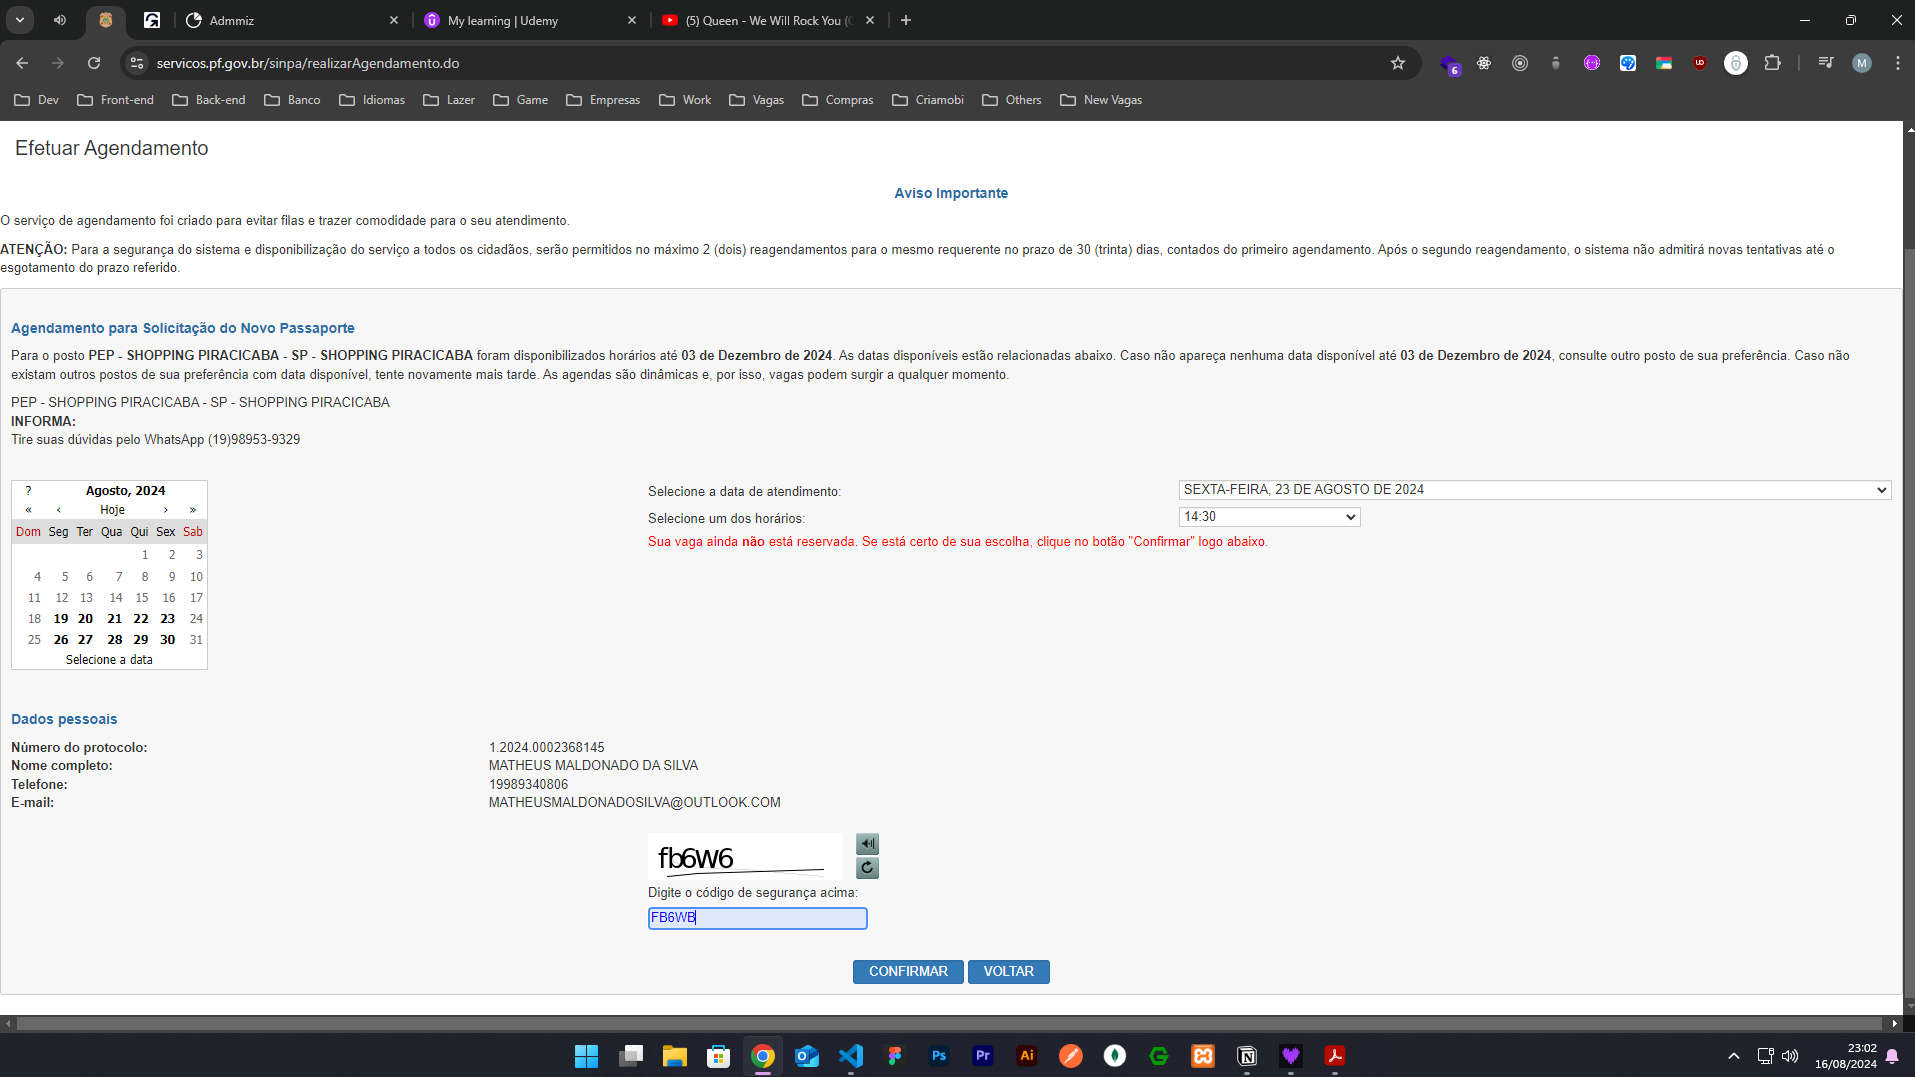 Admmiz
My learning | Udemy
(5) Queen - We Will Rock You (
servicos.pf.gov.br/sinpa/realizarAgendamento.do
6
M
Dev
Front-end
Back-end
Banco
Idiomas
Lazer
Game
Empresas
Work
Vagas
Compras
Criamobi
Others
New Vagas
Efetuar Agendamento
Aviso Importante
O serviço de agendamento foi criado para evitar filas e trazer comodidade para o seu atendimento.
ATENÇÃO: Para a segurança do sistema e disponibilização do serviço a todos os cidadãos, serão permitidos no máximo 2 (dois) reagendamentos para o mesmo requerente no prazo de 30 (trinta) dias, contados do primeiro agendamento. Após o segundo reagendamento, o sistema não admitirá novas tentativas até o
esgotamento do prazo referido.
Agendamento para Solicitação do Novo Passaporte
Para o posto PEP - SHOPPING PIRACICABA - SP - SHOPPING PIRACICABA foram disponibilizados horários até 03 de Dezembro de 2024. As datas disponíveis estão relacionadas abaixo. Caso não apareça nenhuma data disponível até 03 de Dezembro de 2024, consulte outro posto de sua preferência. Caso não
existam outros postos de sua preferência com data disponível, tente novamente mais tarde. As agendas são dinâmicas e, por isso, vagas podem surgir a qualquer momento.
PEP - SHOPPING PIRACICABA - SP - SHOPPING PIRACICABA
INFORMA:
Tire suas dúvidas pelo WhatsApp (19)98953-9329
? Agosto, 2024
« ‹ Hoje › »
Dom Seg Ter Qua Qui Sex Sab
1 2 3
4 5 6 7 8 9 10
11 12 13 14 15 16 17
18 19 20 21 22 23 24
25 26 27 28 29 30 31
Selecione a data
Selecione a data de atendimento:
SEXTA-FEIRA, 23 DE AGOSTO DE 2024
Selecione um dos horários:
14:30
Sua vaga ainda não está reservada. Se está certo de sua escolha, clique no botão "Confirmar" logo abaixo.
Dados pessoais
Número do protocolo: 1.2024.0002368145
Nome completo: MATHEUS MALDONADO DA SILVA
Telefone: 19989340806
E-mail: MATHEUSMALDONADOSILVA@OUTLOOK.COM
fb6W6
Digite o código de segurança acima:
FB6WB
CONFIRMAR
VOLTAR
Ps
Pr
Ai
23:02
16/08/2024